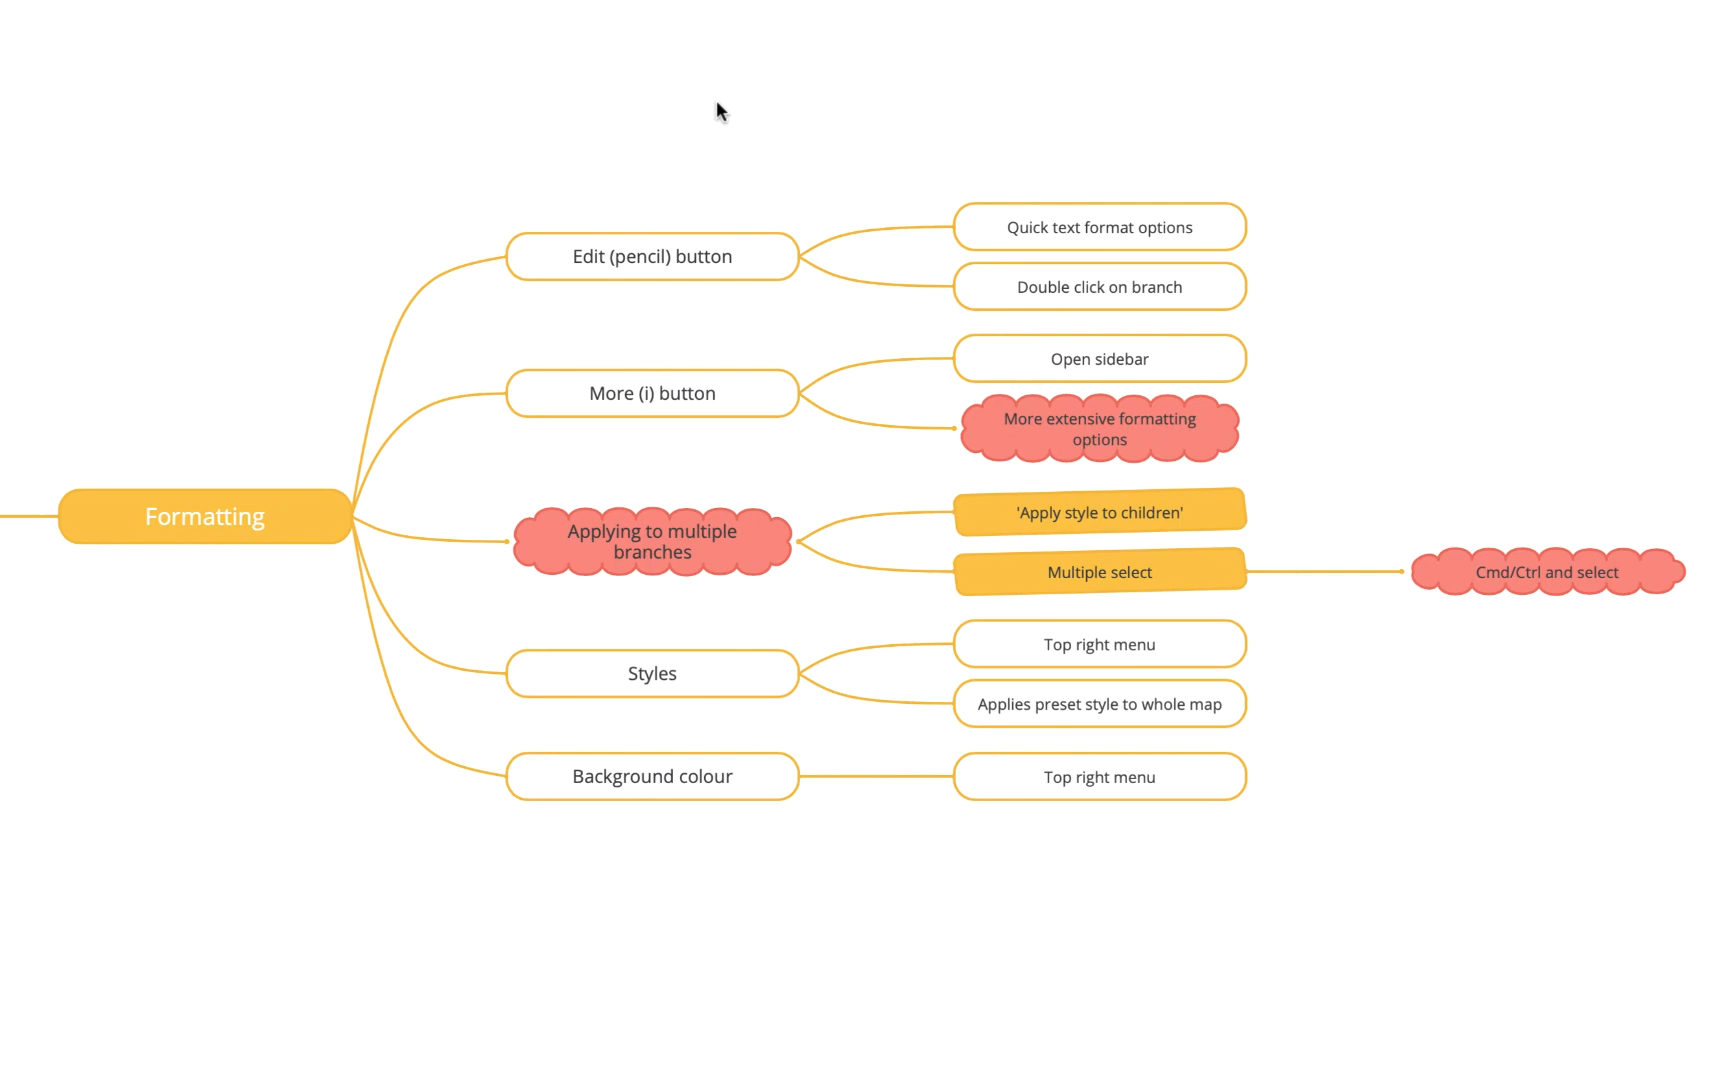 Formatting
Edit (pencil) button
Quick text format options
Double click on branch
More (i) button
Open sidebar
More extensive formatting
options
Applying to multiple
branches
'Apply style to children'
Multiple select
Cmd/Ctrl and select
Styles
Top right menu
Applies preset style to whole map
Background colour
Top right menu